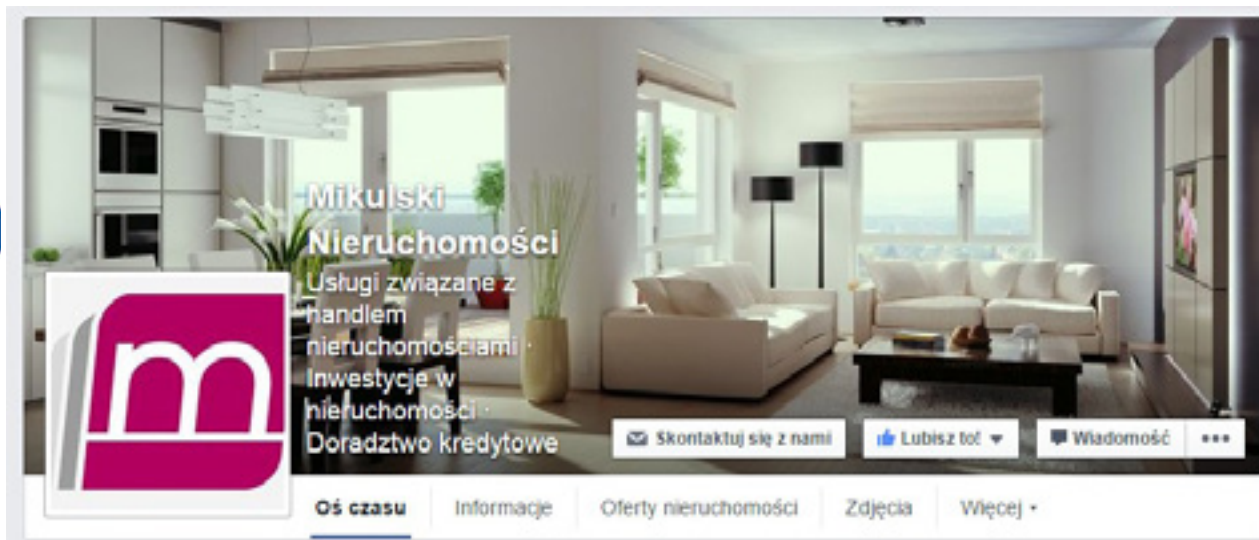 Mikulski
Nieruchomości
Usługi związane z
handlem
nieruchomościami ·
Inwestycje w
nieruchomości ·
Doradztwo kredytowe
m
Skontaktuj się z nami
Lubisz to!
Wiadomość
Oś czasu
Informacje
Oferty nieruchomości
Zdjęcia
Więcej